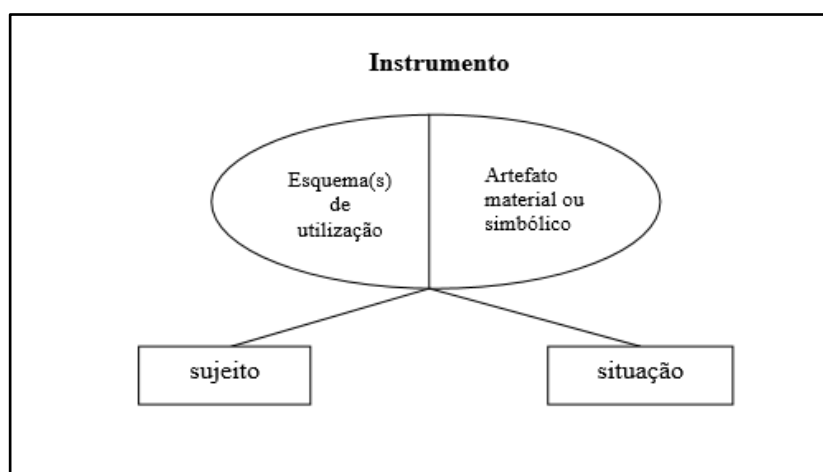 Instrumento
Esquema(s)
de
utilização
Artefato
material ou
simbólico
sujeito
situação